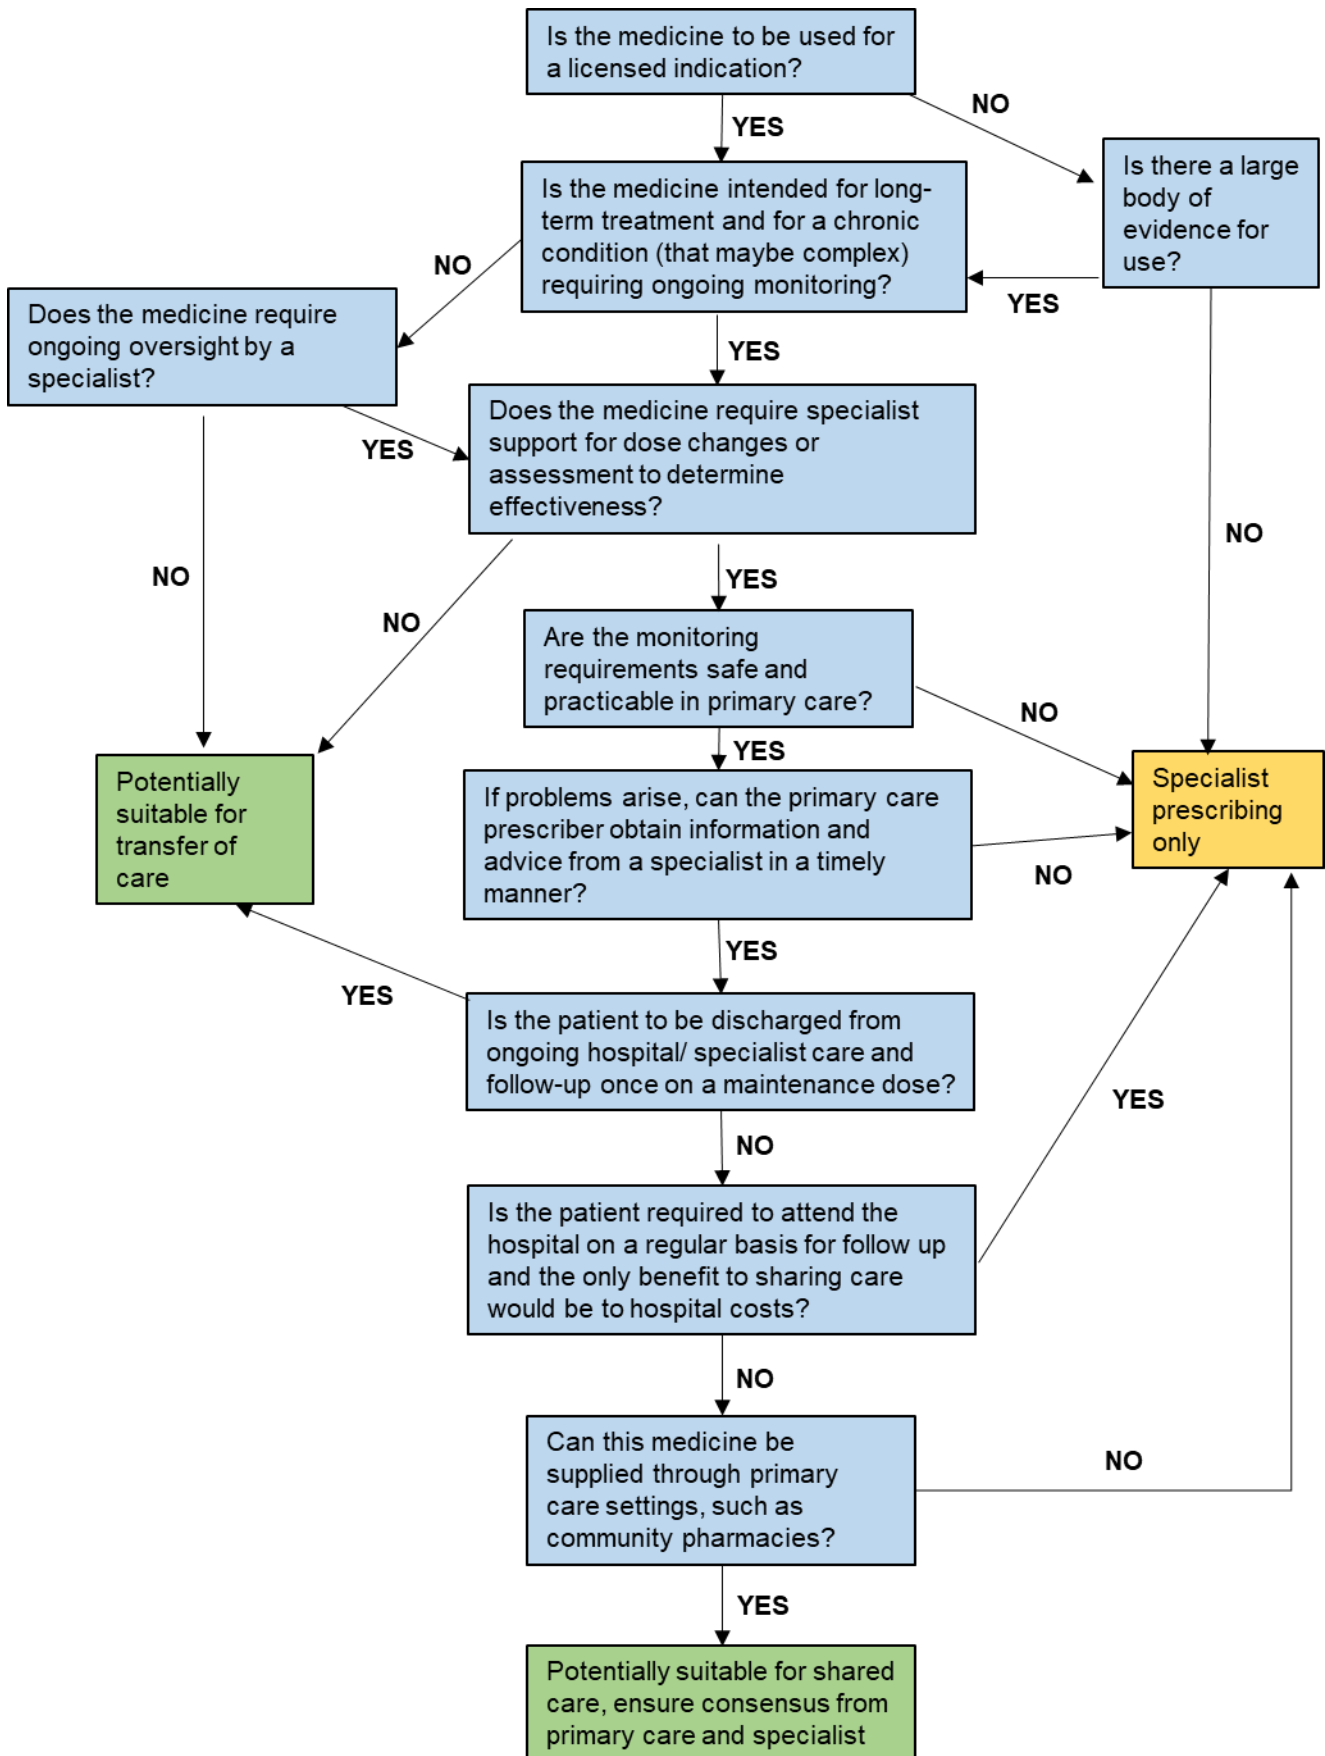 Is the medicine to be used for
a licensed indication?
NO
YES
Is there a large
body of
evidence for
use?
Is the medicine intended for long-
term treatment and for a chronic
condition (that maybe complex)
requiring ongoing monitoring?
NO
YES
Does the medicine require
ongoing oversight by a
specialist?
YES
Does the medicine require specialist
support for dose changes or
assessment to determine
effectiveness?
YES
NO
NO
YES
NO
Are the monitoring
requirements safe and
practicable in primary care?
NO
YES
Potentially
suitable for
transfer of
care
If problems arise, can the primary care
prescriber obtain information and
advice from a specialist in a timely
manner?
Specialist
prescribing
only
NO
YES
YES
Is the patient to be discharged from
ongoing hospital/ specialist care and
follow-up once on a maintenance dose?
YES
NO
Is the patient required to attend the
hospital on a regular basis for follow up
and the only benefit to sharing care
would be to hospital costs?
NO
Can this medicine be
supplied through primary
care settings, such as
community pharmacies?
NO
YES
Potentially suitable for shared
care, ensure consensus from
primary care and specialist